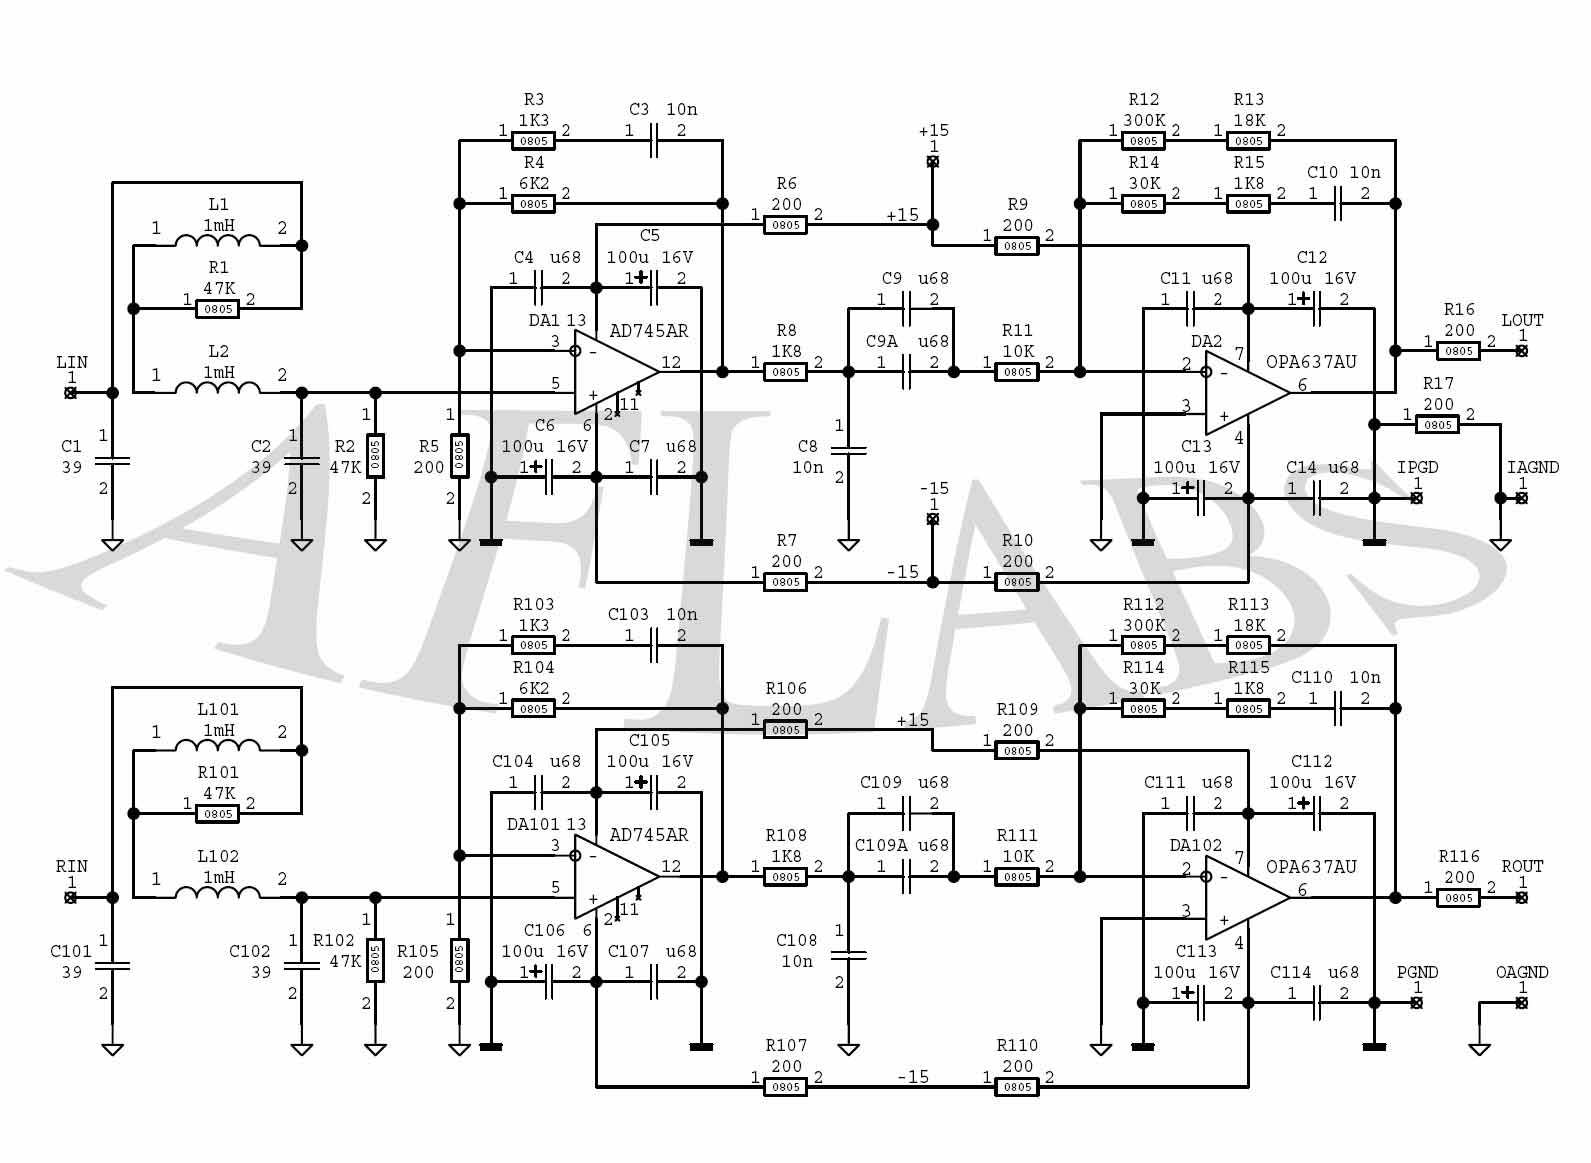 R3
1K3
1 0805 2
C3 10n
1 2
R4
6K2
0805 2
+15
1
R12
300K
1 0805 2
R13
18K
1 0805 2
R14
30K
1 0805 2
R15
1K8
1 0805 2
C10 10n
1 2
L1
1mH
1 2
R1
47K
1 0805 2
R6
200
1 0805 2
+15
R9
200
1 0805 2
C4 u68
1 2
C5
100u 16V
1 + 2
C9 u68
1 2
C11 u68
1 2
C12
100u 16V
1 + 2
DA1 13
AD745AR
3
-
12
5
+
11
2
6
R8
1K8
1 0805 2
C9A u68
1 2
R11
10K
1 0805 2
DA2
7
OPA637AU
2
-
6
3
+
4
R16
200
1 0805 2
LOUT
1
R17
200
1 0805 2
LIN
1
L2
1mH
1 2
C1
39
1
2
C2
39
1
2
R2
47K
1
0805
2
R5
200
1
0805
2
C6
100u 16V
1 + 2
C7 u68
1 2
C8
10n
1
2
C13
100u 16V
1 + 2
C14 u68
1 2
IPGD
1
IAGND
1
-15
1
R7
200
1 0805 2
-15
R10
200
1 0805 2
AFLABS
R103
1K3
1 0805 2
C103 10n
1 2
R104
6K2
0805 2
R112
300K
1 0805 2
R113
18K
1 0805 2
R114
30K
1 0805 2
R115
1K8
1 0805 2
C110 10n
1 2
L101
1mH
1 2
R101
47K
1 0805 2
R106
200
1 0805 2
+15
R109
200
1 0805 2
C104 u68
1 2
C105
100u 16V
1 + 2
C109 u68
1 2
C111 u68
1 2
C112
100u 16V
1 + 2
DA101 13
AD745AR
3
-
12
5
+
11
2
6
R108
1K8
1 0805 2
C109A u68
1 2
R111
10K
1 0805 2
DA102
7
OPA637AU
2
-
6
3
+
4
R116
200
1 0805 2
ROUT
1
RIN
1
L102
1mH
1 2
C101
39
1
2
C102
39
1
2
R102
47K
1
0805
2
R105
200
1
0805
2
C106
100u 16V
1 + 2
C107 u68
1 2
C108
10n
1
2
C113
100u 16V
1 + 2
C114 u68
1 2
PGND
1
OAGND
1
R107
200
1 0805 2
-15
R110
200
1 0805 2